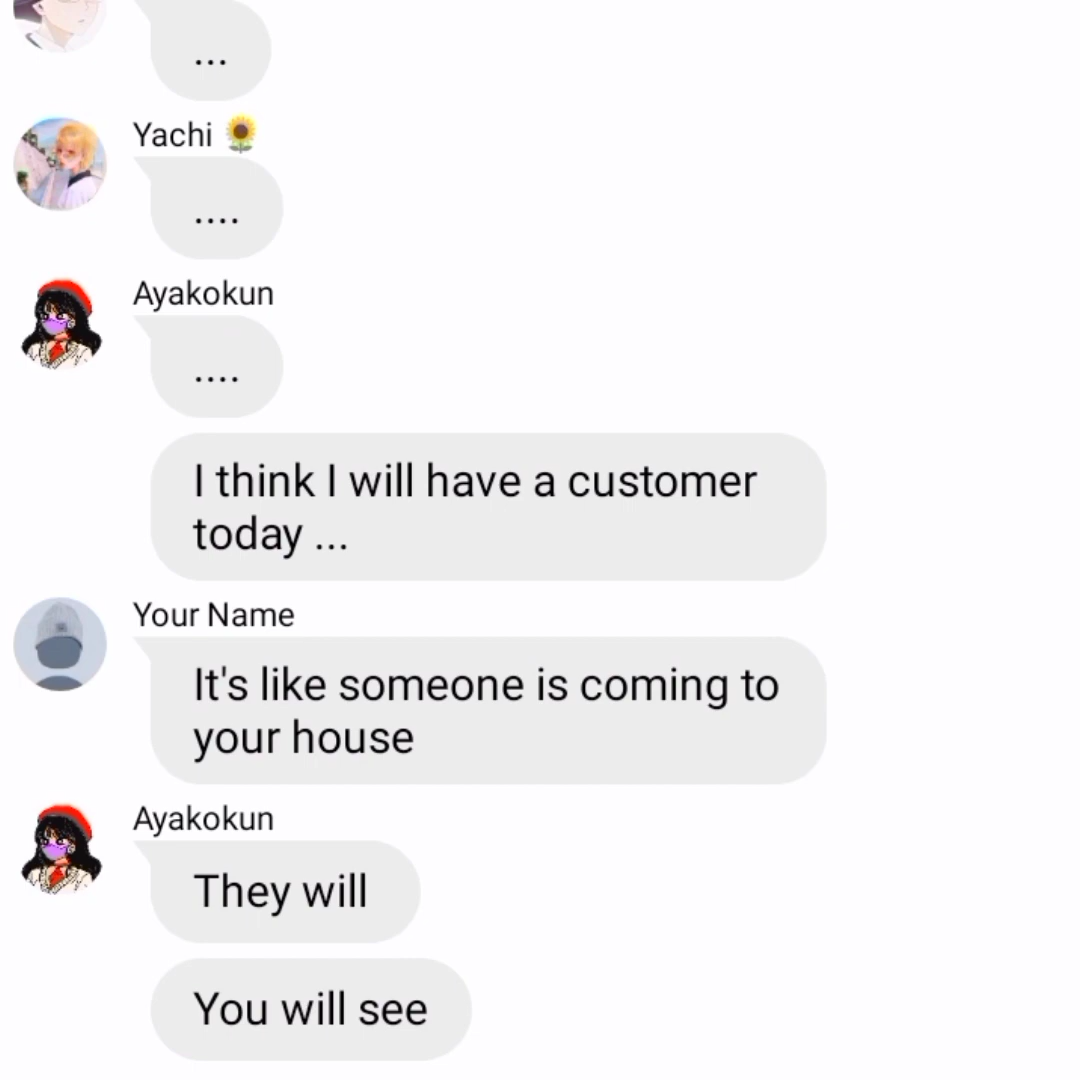 ...
Yachi 🌻
....
Ayakokun
....
I think I will have a customer
today ...
Your Name
It's like someone is coming to
your house
Ayakokun
They will
You will see